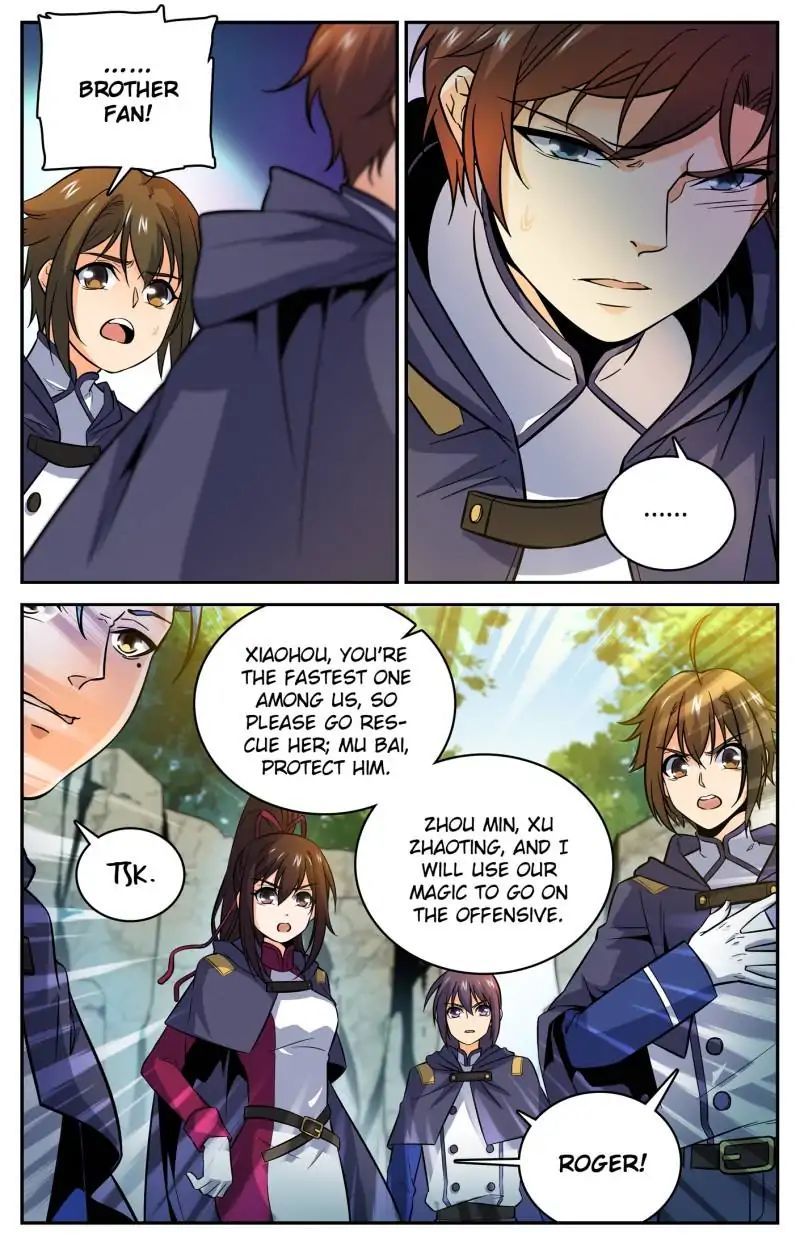 ......
BROTHER
FAN!
......
XIAOHOU, YOU'RE
THE FASTEST ONE
AMONG US, SO
PLEASE GO RES-
CUE HER; MU BAI,
PROTECT HIM.
ZHOU MIN, XU
ZHAOTING, AND I
WILL USE OUR
MAGIC TO GO ON
THE OFFENSIVE.
TSK.
ROGER!